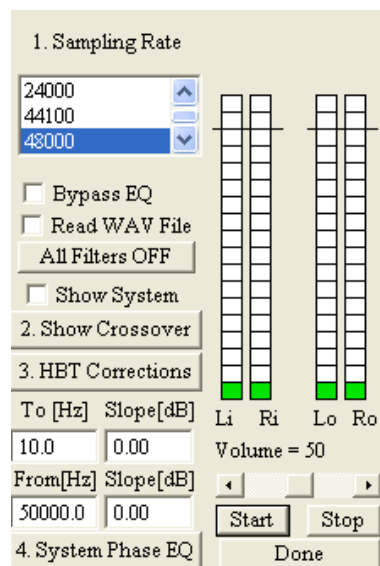 1. Sampling Rate
24000
44100
48000
Bypass EQ
Read WAV File
All Filters OFF
Show System
2. Show Crossover
3. HBT Corrections
To [Hz] Slope[dB]
10.0 0.00
From[Hz] Slope[dB]
50000.0 0.00
4. System Phase EQ
Li Ri Lo Ro
Volume = 50
Start Stop
Done